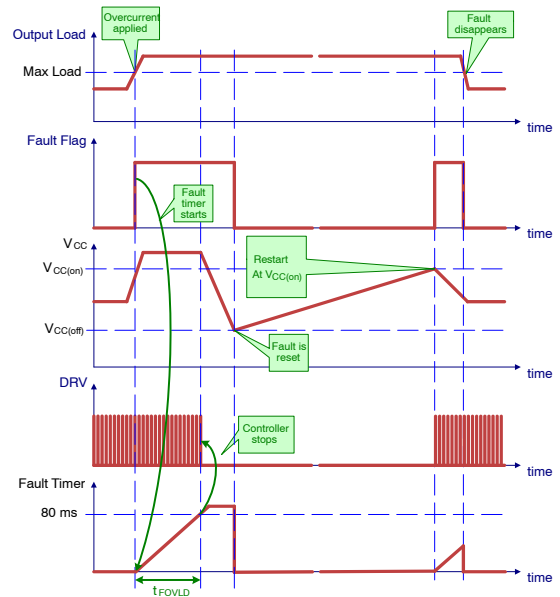 Overcurrent
applied
Output Load
Fault
disappears
Max Load
time
Fault Flag
Fault
timer
starts
time
VCC
VCC(on)
Restart
At VCC(on)
VCC(off)
Fault is
reset
time
DRV
Controller
stops
time
Fault Timer
80 ms
time
tFOVLD